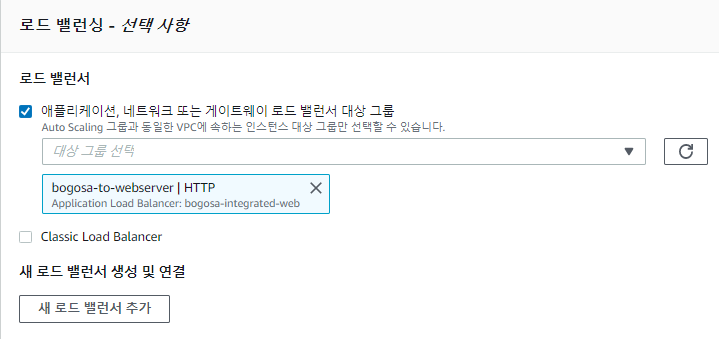 로드 밸런싱 - 선택 사항
로드 밸런서
애플리케이션, 네트워크 또는 게이트웨이 로드 밸런서 대상 그룹
Auto Scaling 그룹과 동일한 VPC에 속하는 인스턴스 대상 그룹만 선택할 수 있습니다.
대상 그룹 선택
bogosa-to-webserver | HTTP
Application Load Balancer: bogosa-integrated-web
Classic Load Balancer
새 로드 밸런서 생성 및 연결
새 로드 밸런서 추가